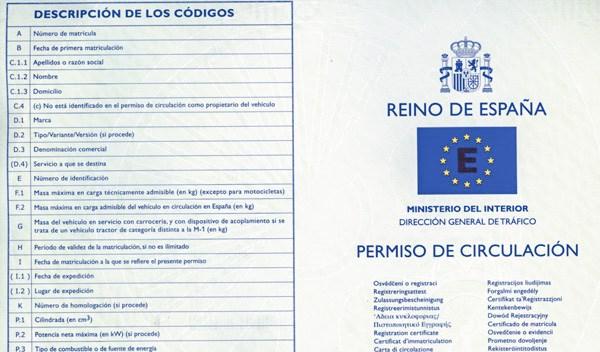 DESCRIPCIÓN DE LOS CÓDIGOS
A Número de matrícula
B Fecha de primera matriculación
C.1.1 Apellidos o razón social
C.1.2 Nombre
C.1.3 Domicilio
C.4 (c) No está identificado en el permiso de circulación como propietario del vehículo
D.1 Marca
D.2 Tipo/Variante/Versión (si procede)
D.3 Denominación comercial
(D.4) Servicio a que se destina
E Número de identificación
F.1 Masa máxima en carga técnicamente admisible (en kg) (excepto para motocicletas)
F.2 Masa máxima en carga admisible del vehículo en circulación en España (en kg)
G Masa del vehículo en servicio con carrocería, y con dispositivo de acoplamiento si se
trata de un vehículo tractor de categoría distinta a la M-1 (en kg)
H Período de validez de la matriculación, si no es ilimitado
I Fecha de matriculación a la que se refiere el presente permiso
( I.1 ) Fecha de expedición
( I.2 ) Lugar de expedición
K Número de homologación (si procede)
P.1 Cilindrada (en cm³)
P.2 Potencia neta máxima (en kW) (si procede)
P.3 Tipo de combustible o de fuente de energía
REINO DE ESPAÑA
E
MINISTERIO DEL INTERIOR
DIRECCIÓN GENERAL DE TRÁFICO
PERMISO DE CIRCULACIÓN
Osvědčení o registraci
Registreringsattest
Zulassungsbescheinigung
Registreerimistunnistus
Άδεια κυκλοφορίας/
Πιστοποιητικό Εγγραφής
Registration certificate
Certificat d'immatriculation
Carta di circolazione
Registracijos liudijimas
Forgalmi engedély
Certifikat ta'Reġistrazzjoni
Kentekenbewijs
Dowód Rejestracyjny
Certificado de matrícula
Osvedčenie o evidencii
Prometno dovoljenje
Rekisteröintitodistus